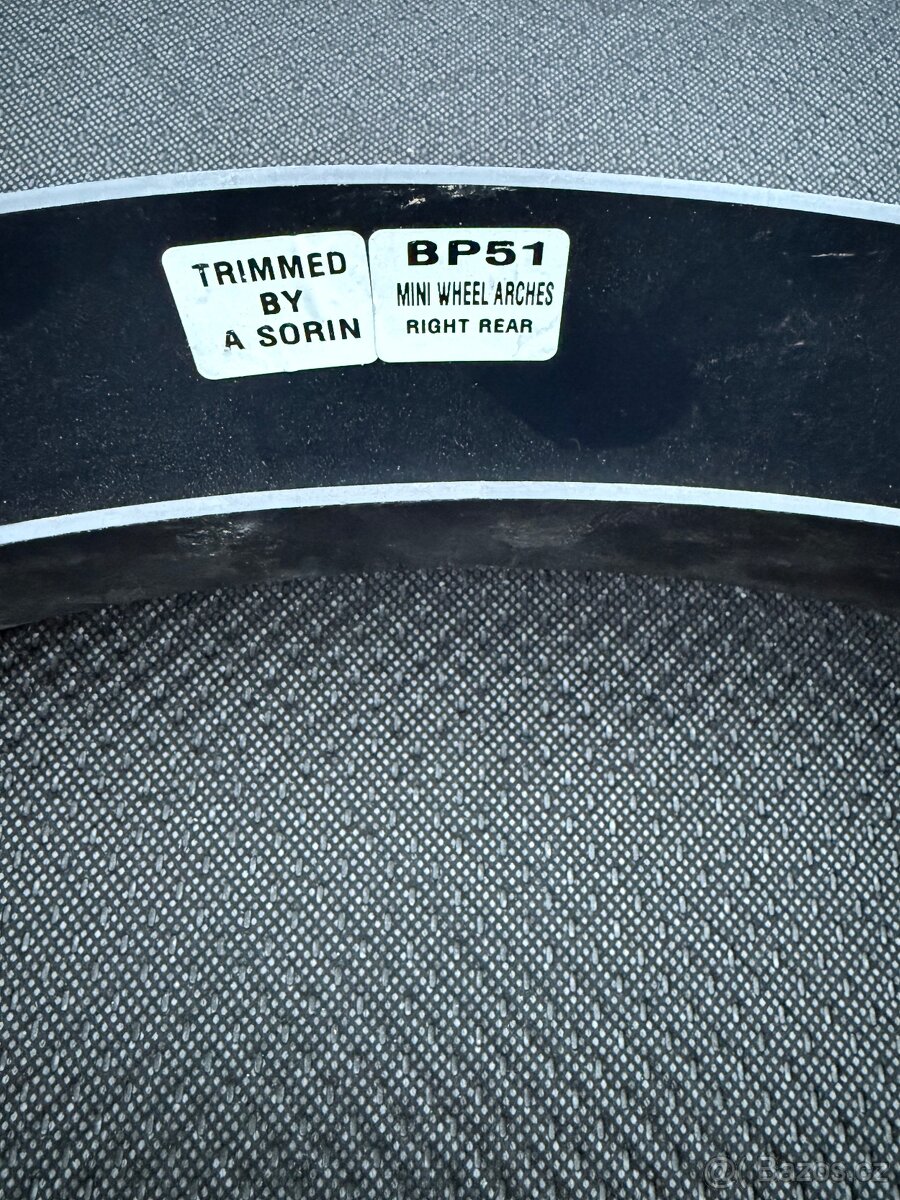 TRIMMED
BY
A SORIN
BP51
MINI WHEEL ARCHES
RIGHT REAR
@ Bazos.cz